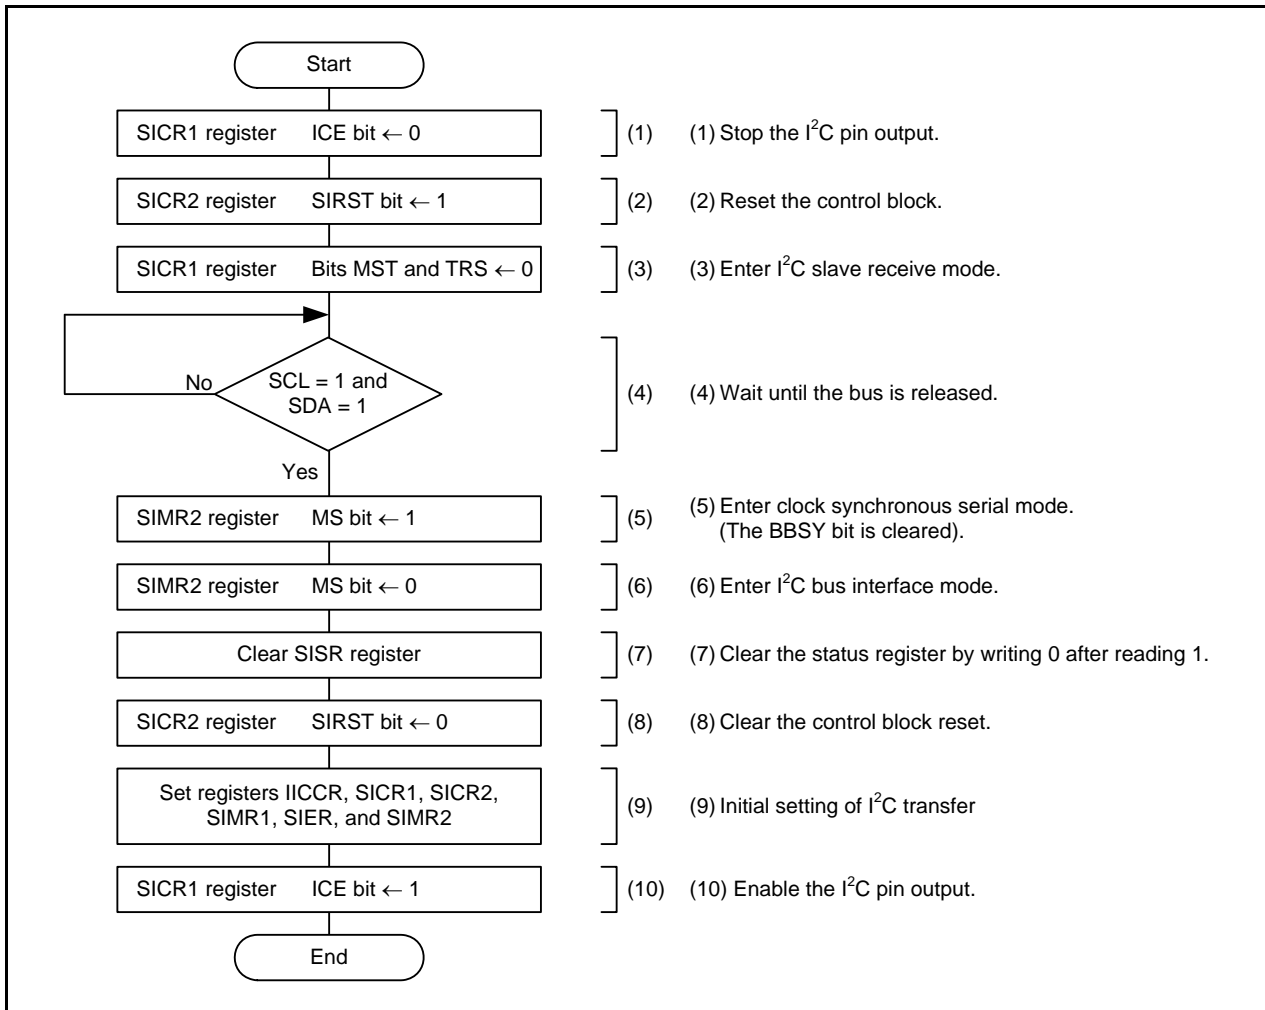 Start
SICR1 register ICE bit ← 0 (1) (1) Stop the I²C pin output.
SICR2 register SIRST bit ← 1 (2) (2) Reset the control block.
SICR1 register Bits MST and TRS ← 0 (3) (3) Enter I²C slave receive mode.
No
SCL = 1 and
SDA = 1
(4) (4) Wait until the bus is released.
Yes
SIMR2 register MS bit ← 1 (5) (5) Enter clock synchronous serial mode.
(The BBSY bit is cleared).
SIMR2 register MS bit ← 0 (6) (6) Enter I²C bus interface mode.
Clear SISR register (7) (7) Clear the status register by writing 0 after reading 1.
SICR2 register SIRST bit ← 0 (8) (8) Clear the control block reset.
Set registers IICCR, SICR1, SICR2,
SIMR1, SIER, and SIMR2
(9) (9) Initial setting of I²C transfer
SICR1 register ICE bit ← 1 (10) (10) Enable the I²C pin output.
End